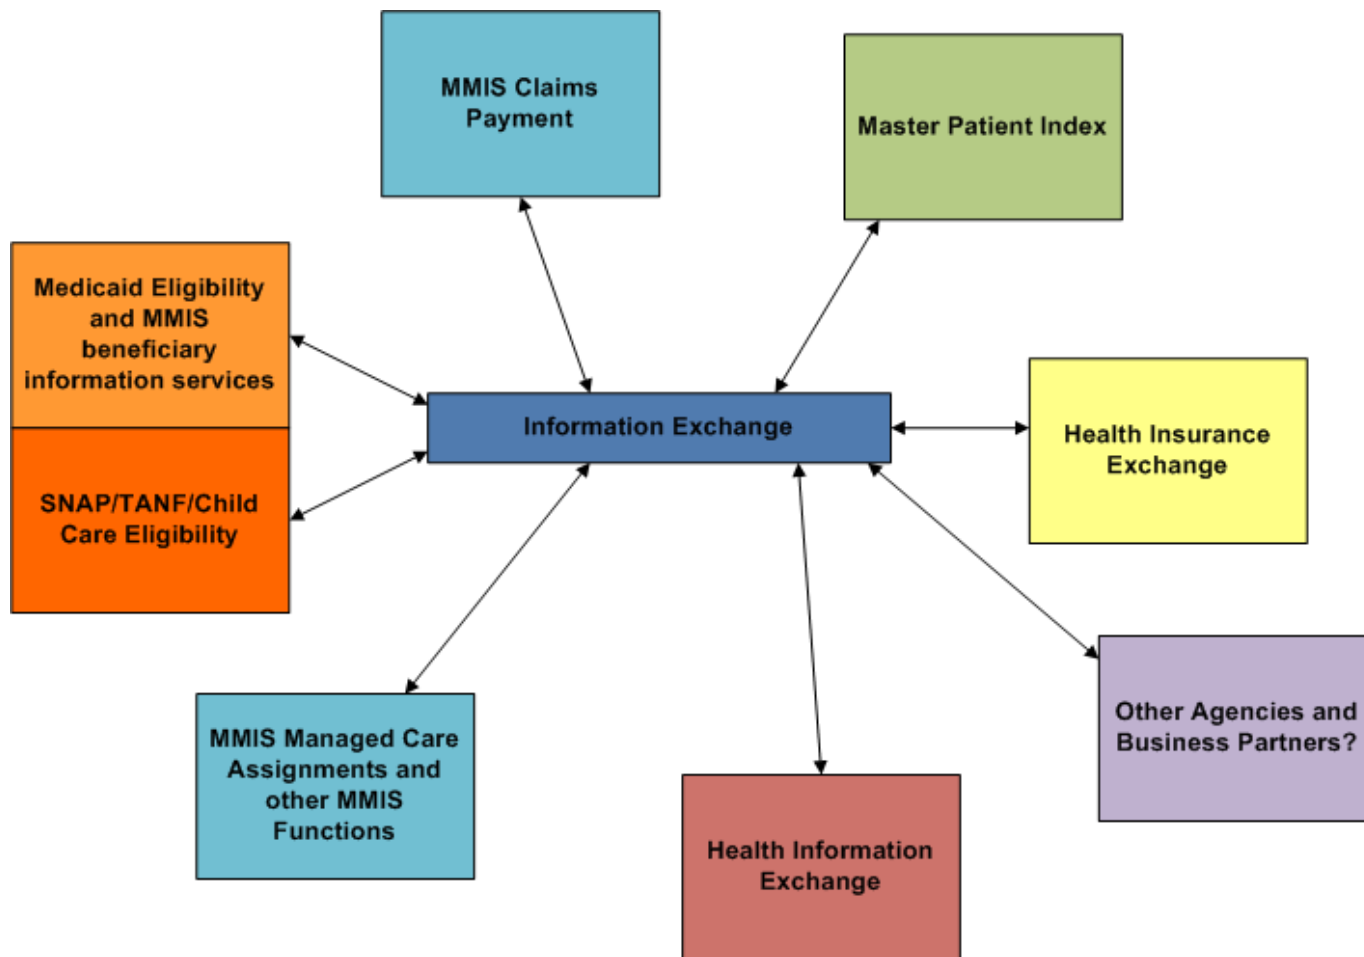 MMIS Claims
Payment
Master Patient Index
Medicaid Eligibility
and MMIS
beneficiary
information services
Information Exchange
Health Insurance
Exchange
SNAP/TANF/Child
Care Eligibility
MMIS Managed Care
Assignments and
other MMIS
Functions
Other Agencies and
Business Partners?
Health Information
Exchange